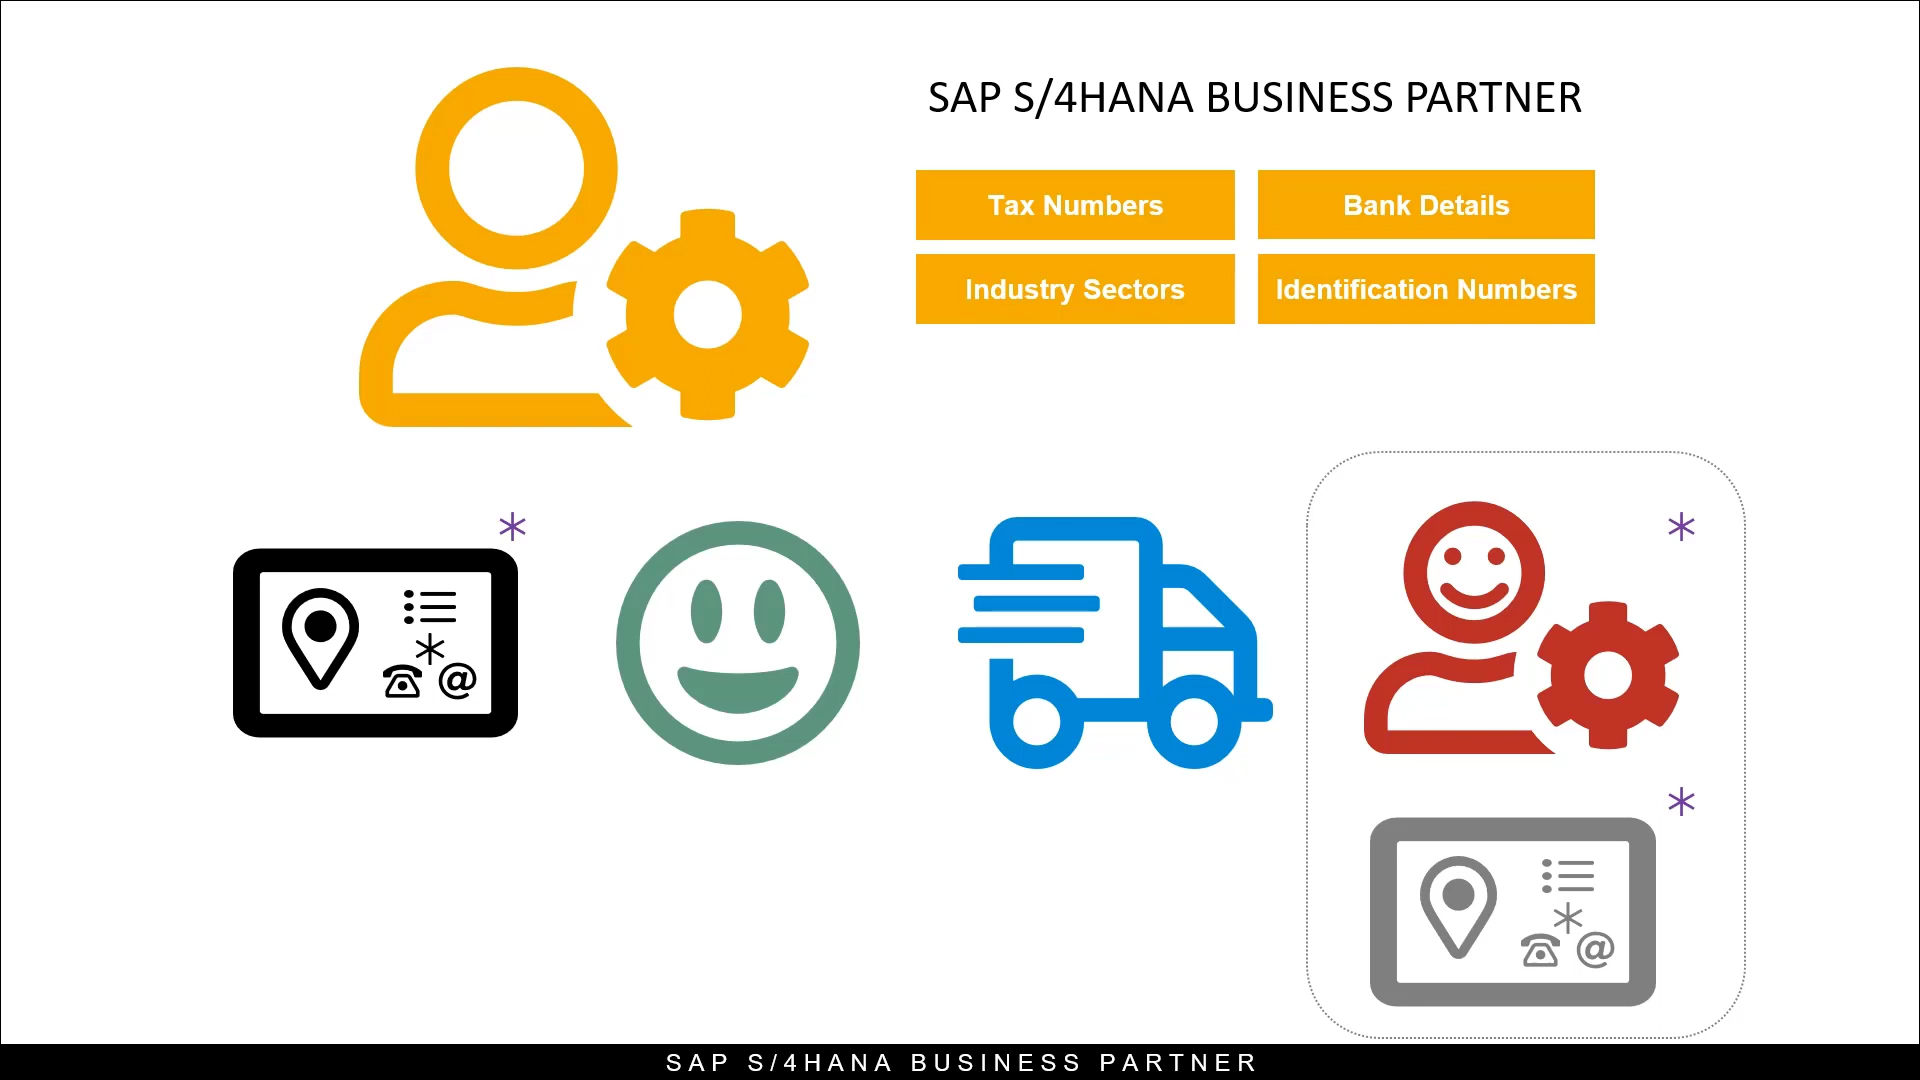 SAP S/4HANA BUSINESS PARTNER
Tax Numbers
Bank Details
Industry Sectors
Identification Numbers
@
@
SAP S/4HANA BUSINESS PARTNER